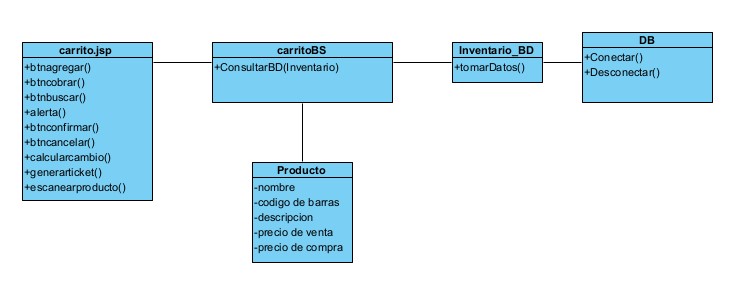 carrito.jsp
+btnagregar()
+btncobrar()
+btnbuscar()
+alerta()
+btnconfirmar()
+btncancelar()
+calcularcambio()
+generarticket()
+escanearproducto()
carritoBS
+ConsultarBD(Inventario)
Inventario_BD
+tomarDatos()
DB
+Conectar()
+Desconectar()
Producto
-nombre
-codigo de barras
-descripcion
-precio de venta
-precio de compra